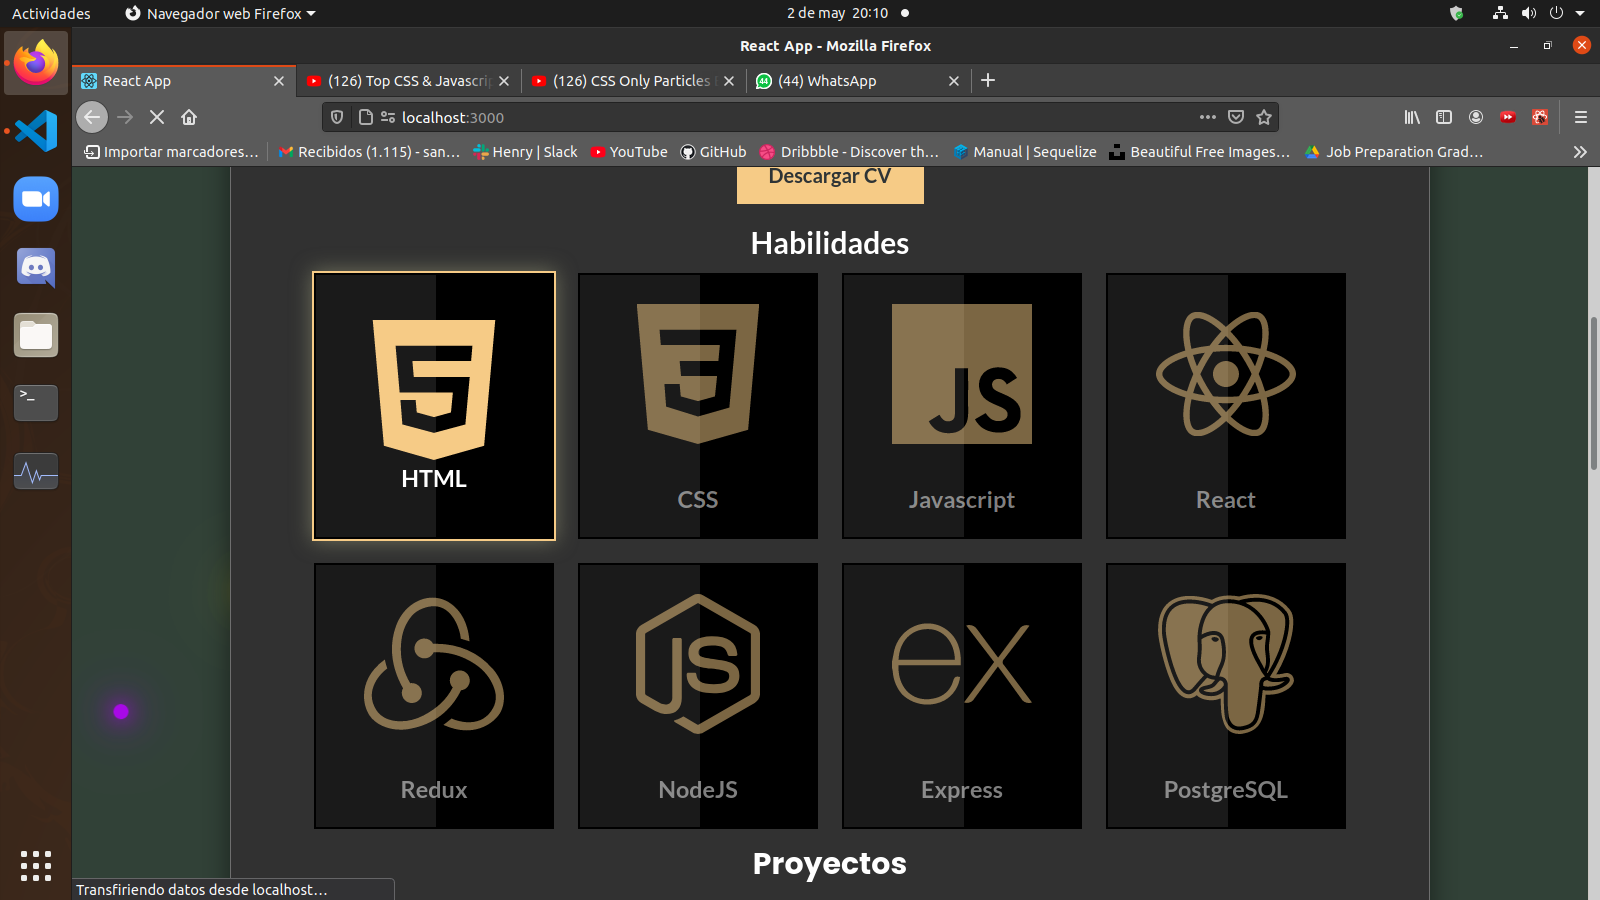 Actividades
Navegador web Firefox
2 de may 20:10
React App - Mozilla Firefox
React App
(126) Top CSS & Javascri
(126) CSS Only Particles
44
(44) WhatsApp
localhost:3000
Importar marcadores...
Recibidos (1.115) - san...
Henry | Slack
YouTube
GitHub
Dribbble - Discover th...
Manual | Sequelize
Beautiful Free Images...
Job Preparation Grad...
Descargar CV
Habilidades
HTML
CSS
JS
Javascript
React
Redux
JS
NodeJS
ex
Express
PostgreSQL
Proyectos
Transfiriendo datos desde localhost...